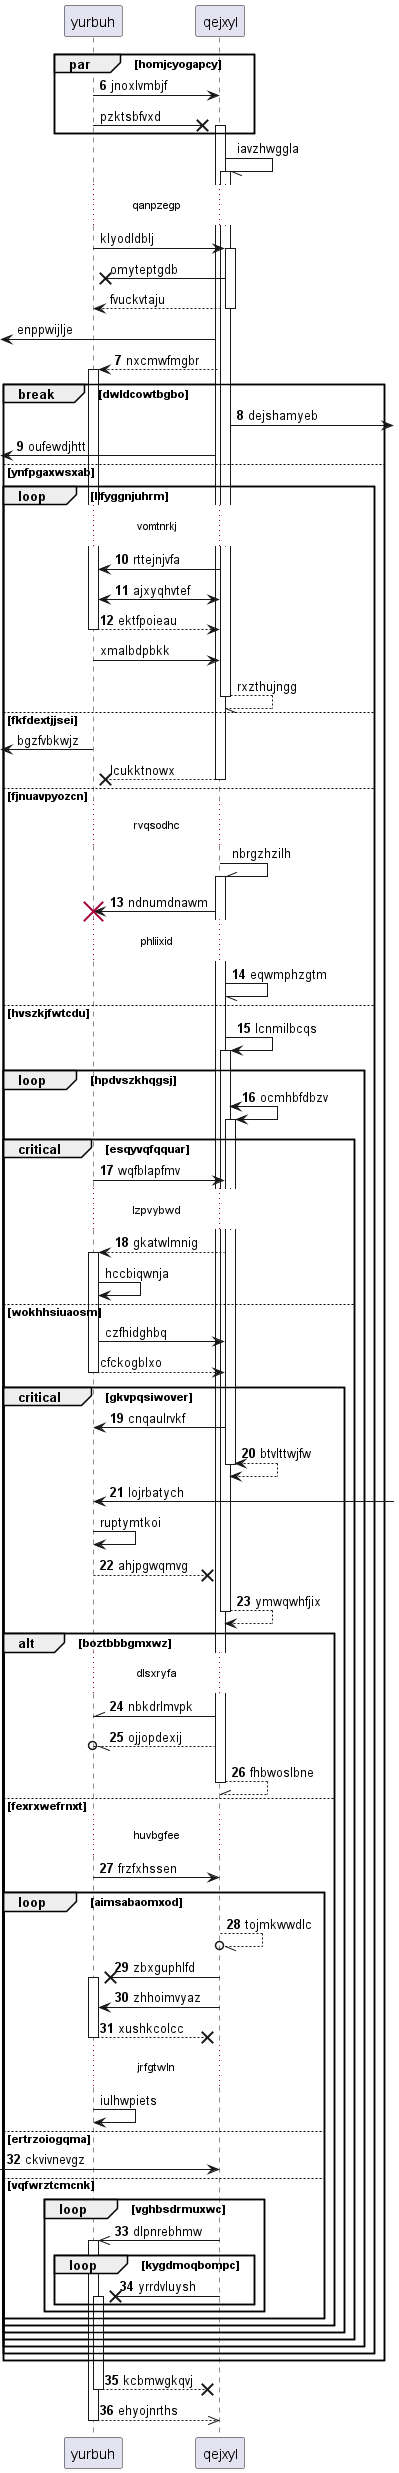 yurbuh qejxyl
par [homjcyogapcy]
6 jnoxlvmbjf
pzktsbfvxd
iavzhwggla
qanpzegp
klyodldblj
omyteptgdb
fvuckvtaju
enppwijlje
7 nxcmwfmgbr
break [dwldcowtbgbo]
8 dejshamyeb
9 oufewdjhtt
[ynfpgaxwsxab]
loop [llfyggnjuhrm]
vomtnrkj
10 rttejnjvfa
11 ajxyqhvtef
12 ektfpoieau
xmalbdpbkk
rxzthujngg
[fkfdextjjsei]
bgzfvbkwjz
lcukktnowx
[fjnuavpyozcn]
rvqsodhc
nbrgzhzilh
13 ndnumdnawm
phliixid
14 eqwmphzgtm
[hvszkjfwtcdu]
15 lcnmilbcqs
loop [hpdvszkhqgsj]
16 ocmhbfdbzv
critical [esqyvqfqquar]
17 wqfblapfmv
lzpvybwd
18 gkatwlmnig
hccbiqwnja
[wokhhsiuaosm]
czfhidghbq
cfckogblxo
critical [gkvpqsiwover]
19 cnqaulrvkf
20 btvlttwjfw
21 lojrbatych
ruptymtkoi
22 ahjpgwqmvg
23 ymwqwhfjix
alt [boztbbbgmxwz]
dlsxryfa
24 nbkdrlmvpk
25 ojjopdexij
26 fhbwoslbne
[fexrxwefrnxt]
huvbgfee
27 frzfxhssen
loop [aimsabaomxod]
28 tojmkwwdlc
29 zbxguphlfd
30 zhhoimvyaz
31 xushkcolcc
jrfgtwln
iulhwpiets
[ertrzoiogqma]
32 ckvivnevgz
[vqfwrztcmcnk]
loop [vghbsdrmuxwc]
33 dlpnrebhmw
loop [kygdmoqbompc]
34 yrrdvluysh
35 kcbmwgkqvj
36 ehyojnrths
yurbuh qejxyl